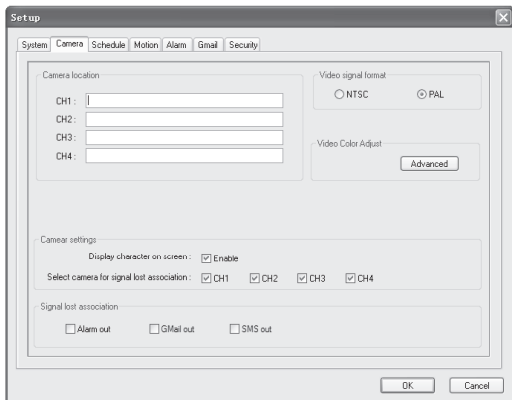 Setup
System Camera Schedule Motion Alarm Gmail Security
Camera location
CH1 :
CH2 :
CH3 :
CH4 :
Video signal format
NTSC PAL
Video Color Adjust
Advanced
Camear settings
Display character on screen : Enable
Select camera for signal lost association : CH1 CH2 CH3 CH4
Signal lost association
Alarm out GMail out SMS out
OK Cancel